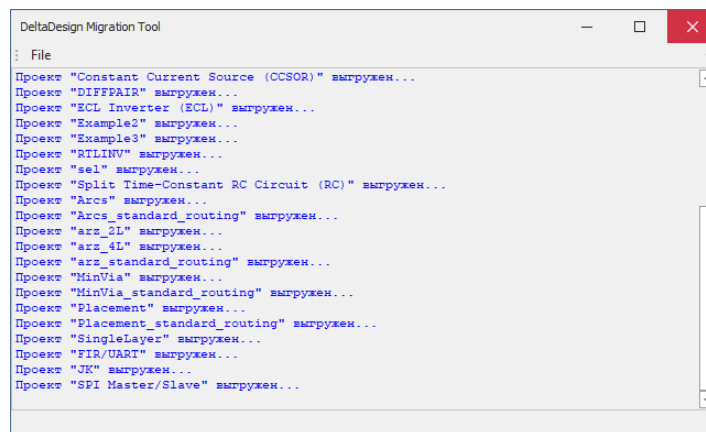 DeltaDesign Migration Tool
File
Проект "Constant Current Source (CCSOR)" выгружен...
Проект "DIFFPAIR" выгружен...
Проект "ECL Inverter (ECL)" выгружен...
Проект "Example2" выгружен...
Проект "Example3" выгружен...
Проект "RTLINV" выгружен...
Проект "sel" выгружен...
Проект "Split Time-Constant RC Circuit (RC)" выгружен...
Проект "Arcs" выгружен...
Проект "Arcs_standard_routing" выгружен...
Проект "arz_2L" выгружен...
Проект "arz_4L" выгружен...
Проект "arz_standard_routing" выгружен...
Проект "MinVia" выгружен...
Проект "MinVia_standard_routing" выгружен...
Проект "Placement" выгружен...
Проект "Placement_standard_routing" выгружен...
Проект "SingleLayer" выгружен...
Проект "FIR/UART" выгружен...
Проект "JK" выгружен...
Проект "SPI Master/Slave" выгружен...